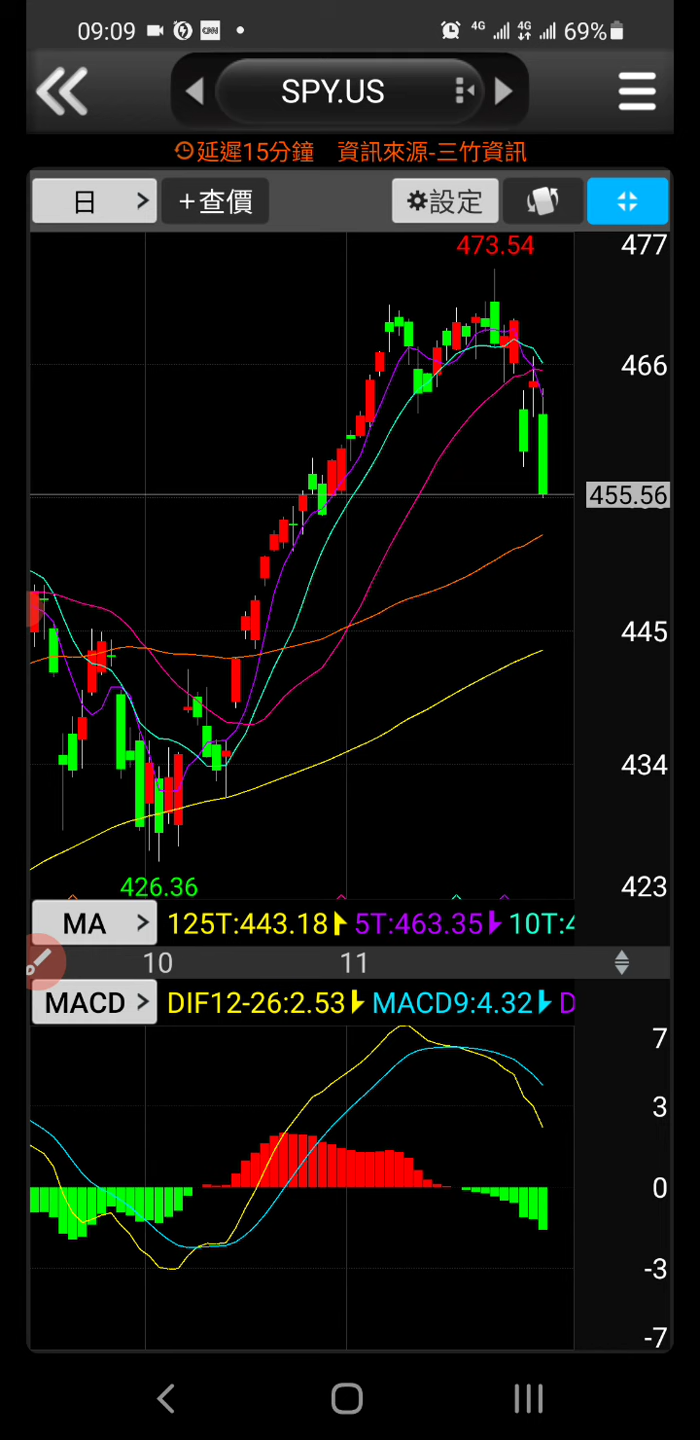 09:09 CNN 4G 4G 69%
SPY.US
延遲15分鐘 資訊來源-三竹資訊
日 > +查價 設定
473.54 477
466
455.56
445
434
426.36 423
MA > 125T:443.18 5T:463.35 10T:4
10 11
MACD > DIF12-26:2.53 MACD9:4.32 D
7
3
0
-3
-7